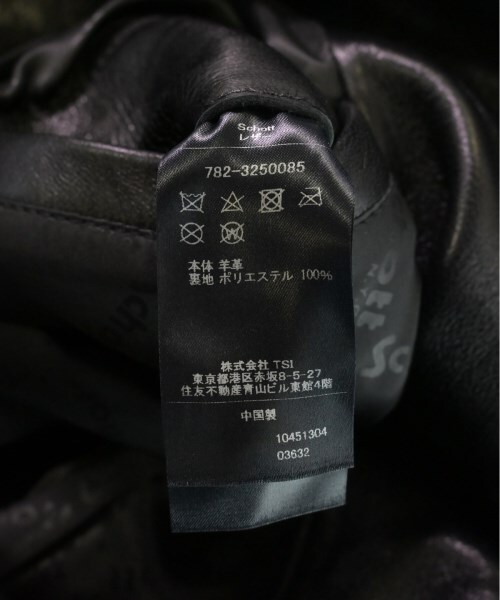 Schott
レザー
782-3250085
本体 羊革
裏地 ポリエステル 100%
株式会社 TSI
東京都港区赤坂8-5-27
住友不動産青山ビル東館4階
中国製
10451304
03632